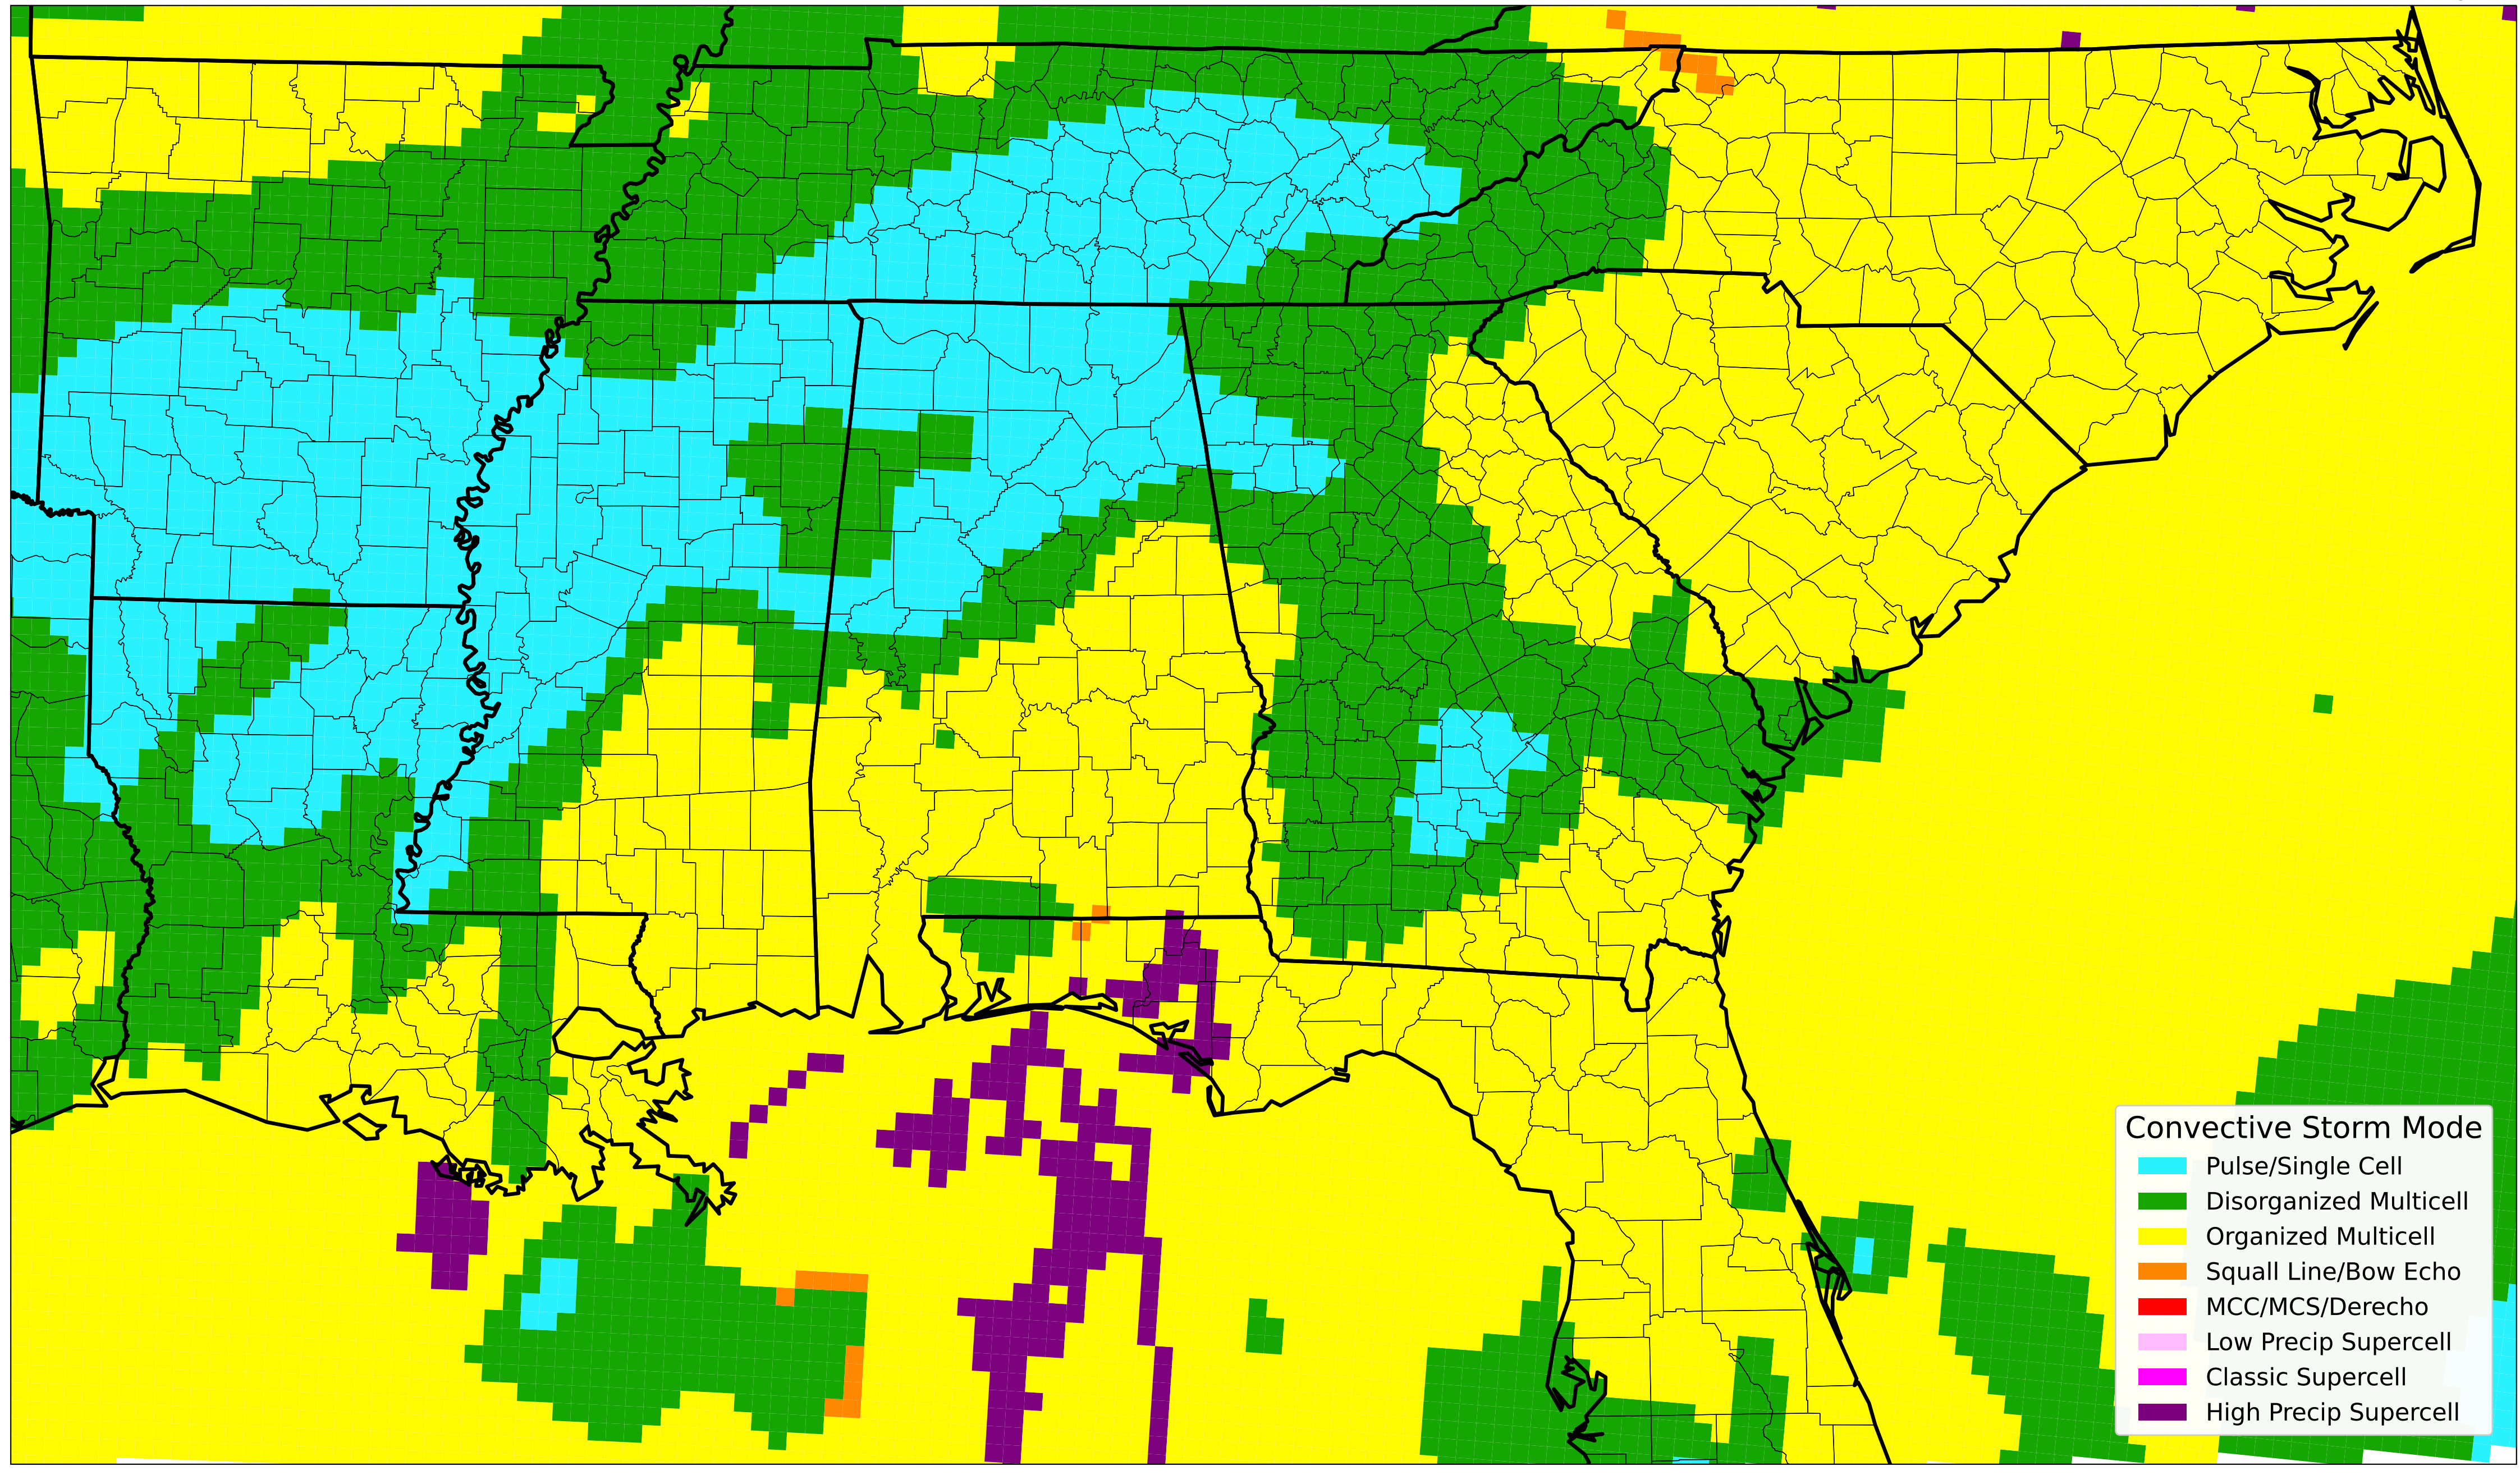 Convective Storm Mode
Pulse/Single Cell
Disorganized Multicell
Organized Multicell
Squall Line/Bow Echo
MCC/MCS/Derecho
Low Precip Supercell
Classic Supercell
High Precip Supercell